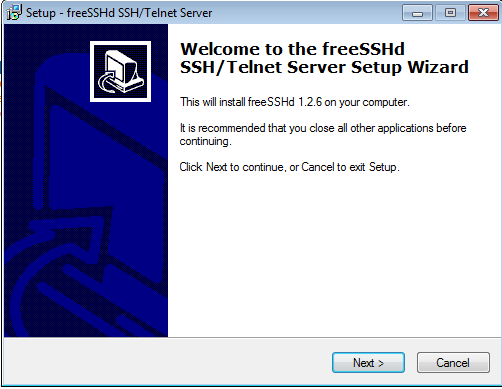 Setup - freeSSHd SSH/Telnet Server
Welcome to the freeSSHd
SSH/Telnet Server Setup Wizard
This will install freeSSHd 1.2.6 on your computer.
It is recommended that you close all other applications before
continuing.
Click Next to continue, or Cancel to exit Setup.
Next >
Cancel